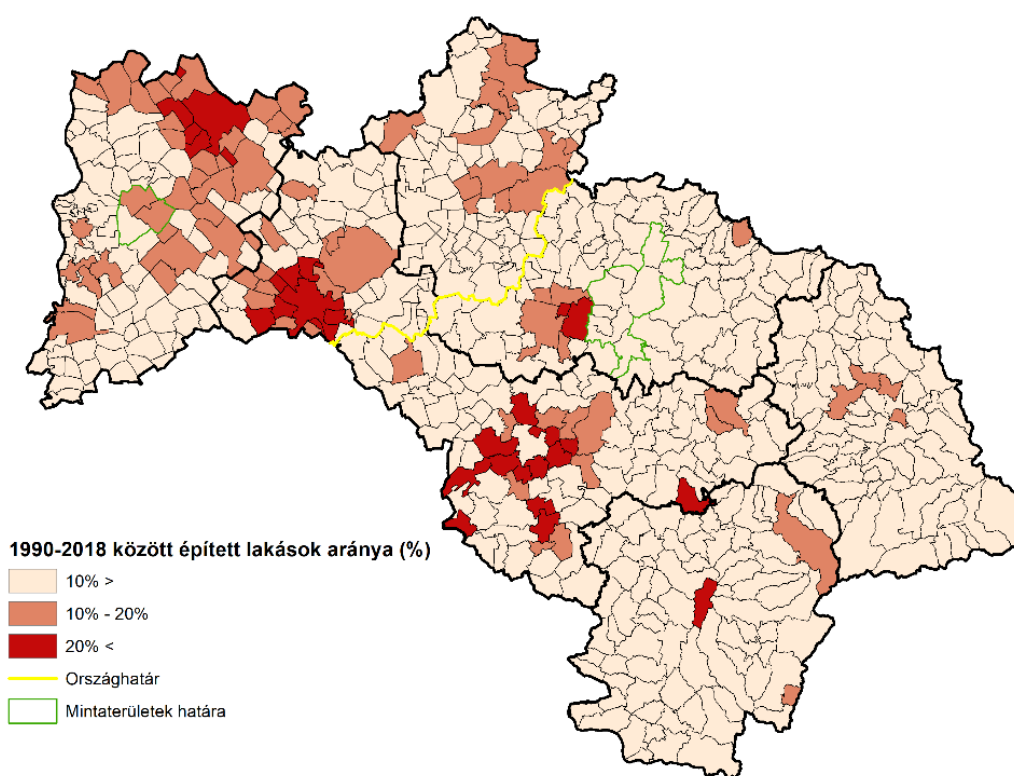 1990-2018 között épített lakások aránya (%)
10% >
10% - 20%
20% <
Országhatár
Mintaterületek határa